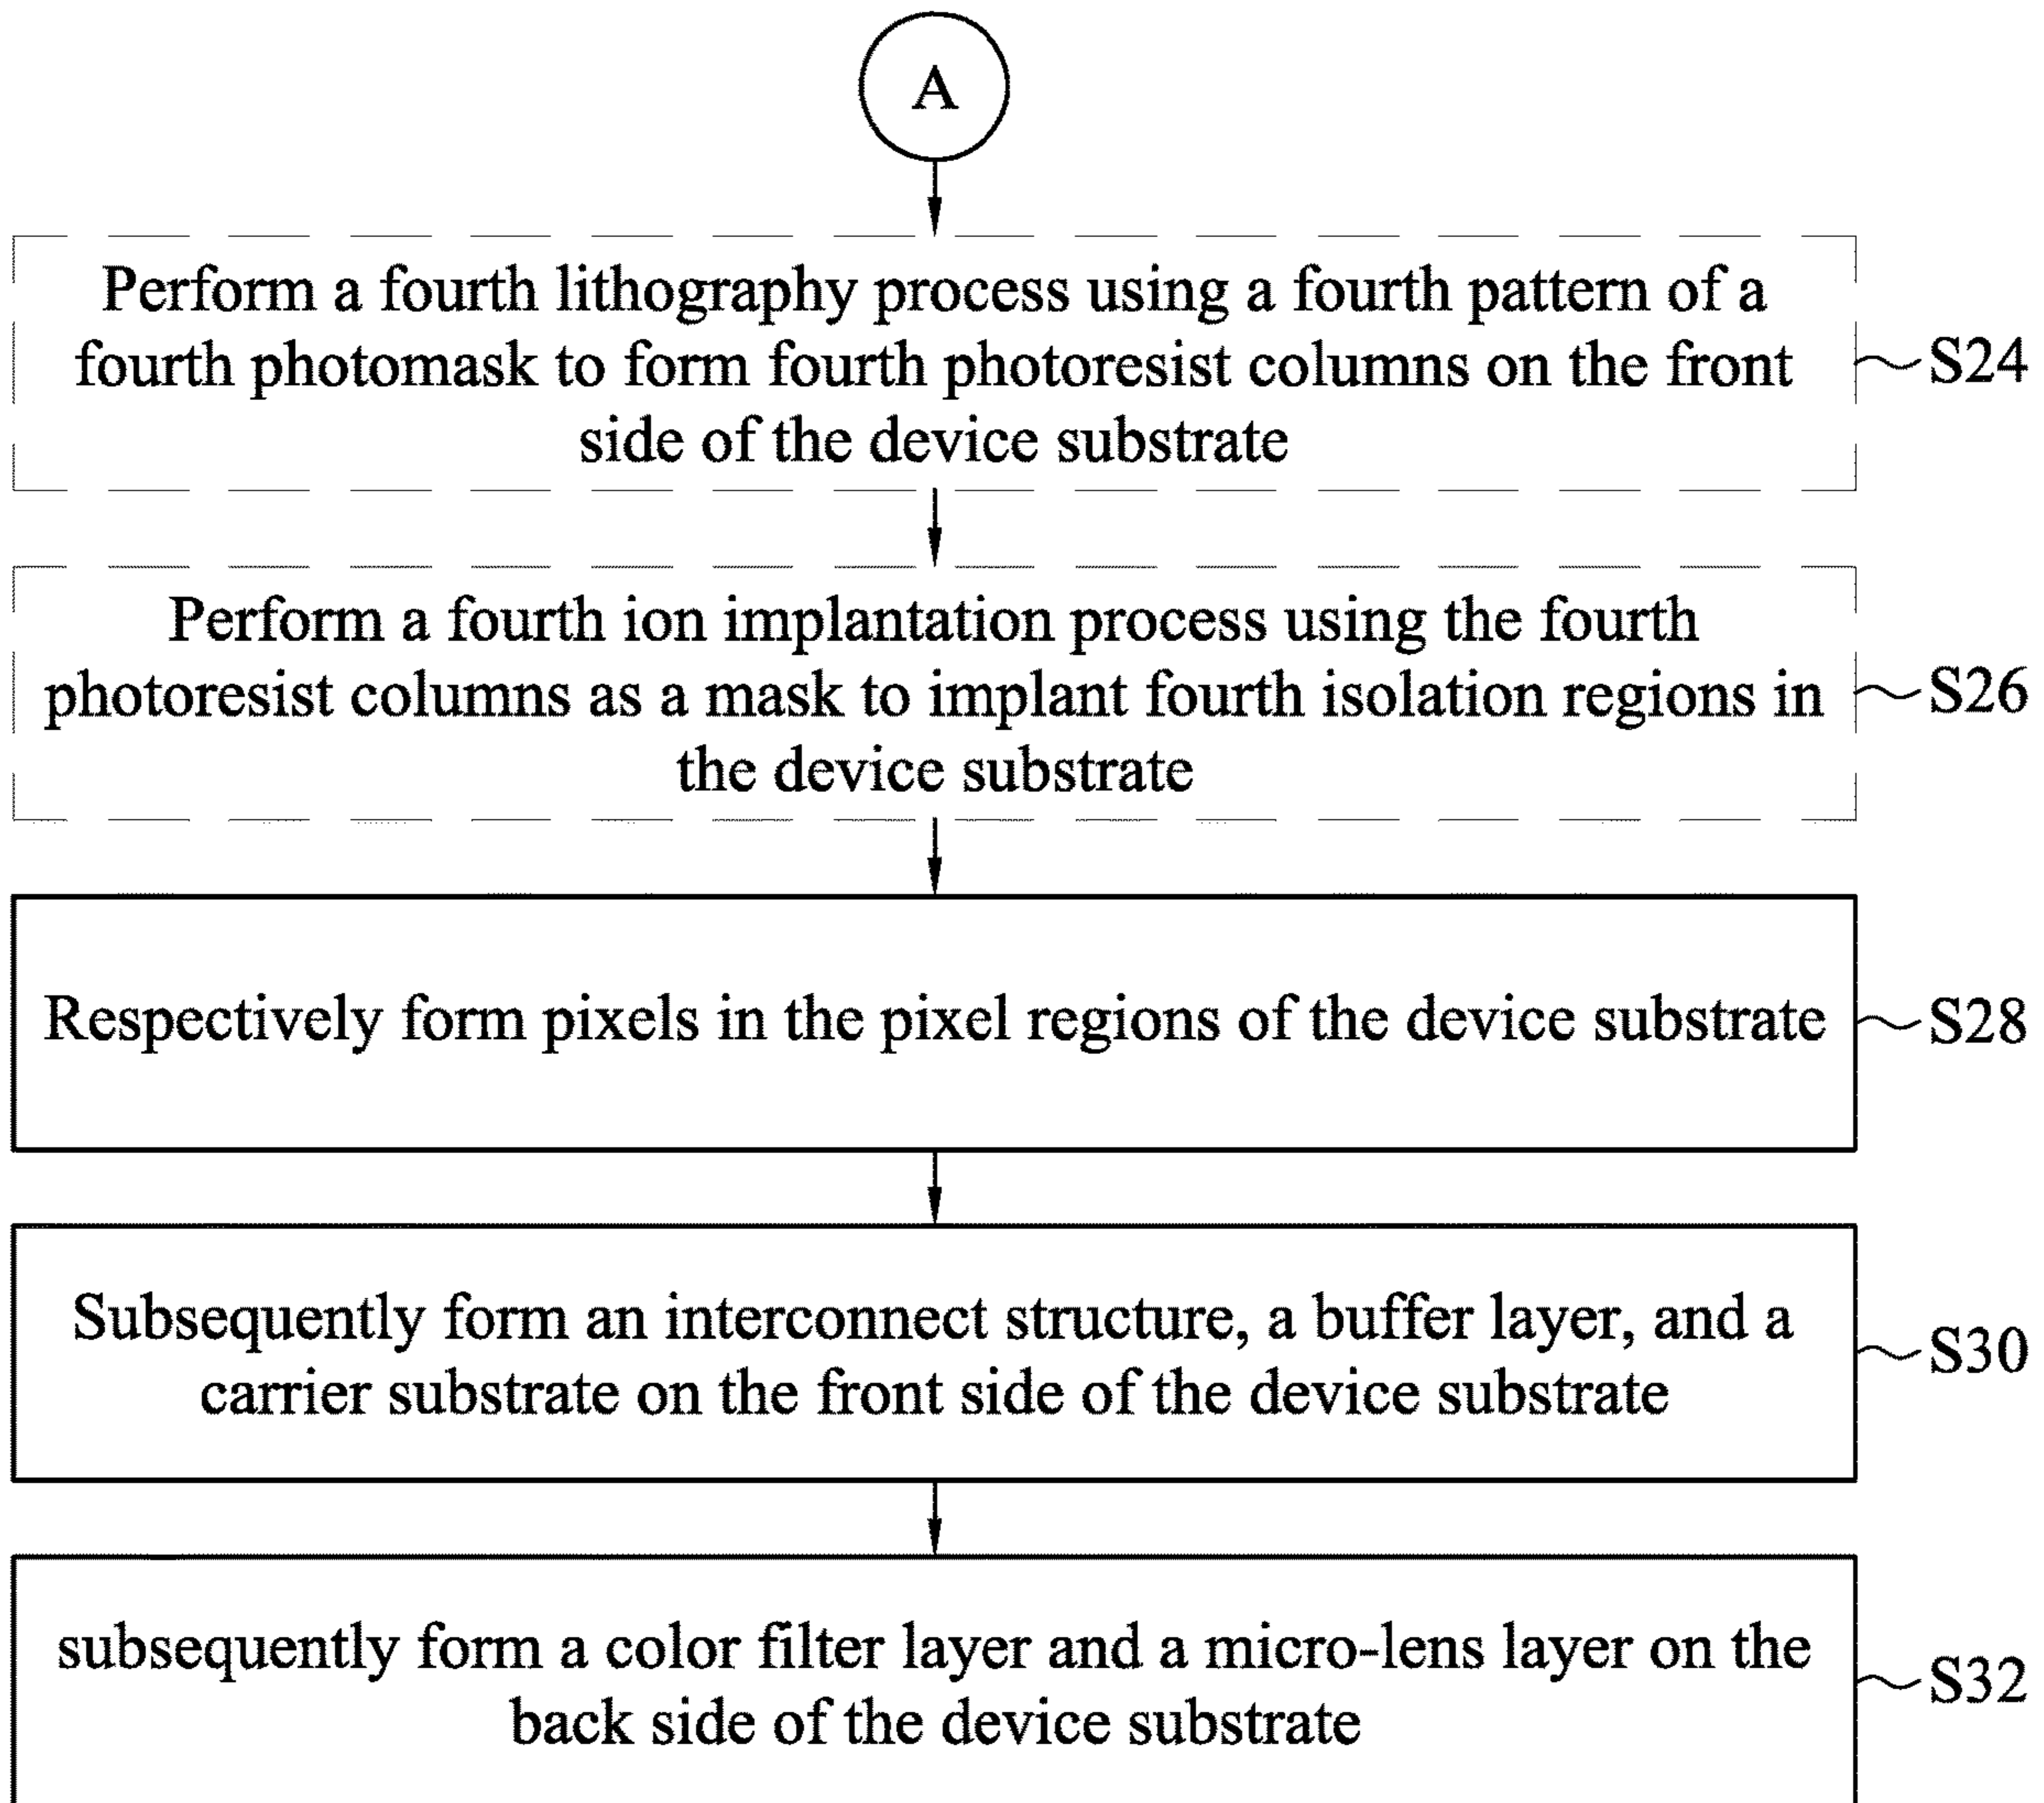 A
Perform a fourth lithography process using a fourth pattern of a
fourth photomask to form fourth photoresist columns on the front
side of the device substrate
S24
Perform a fourth ion implantation process using the fourth
photoresist columns as a mask to implant fourth isolation regions in
the device substrate
S26
Respectively form pixels in the pixel regions of the device substrate
S28
Subsequently form an interconnect structure, a buffer layer, and a
carrier substrate on the front side of the device substrate
S30
subsequently form a color filter layer and a micro-lens layer on the
back side of the device substrate
S32